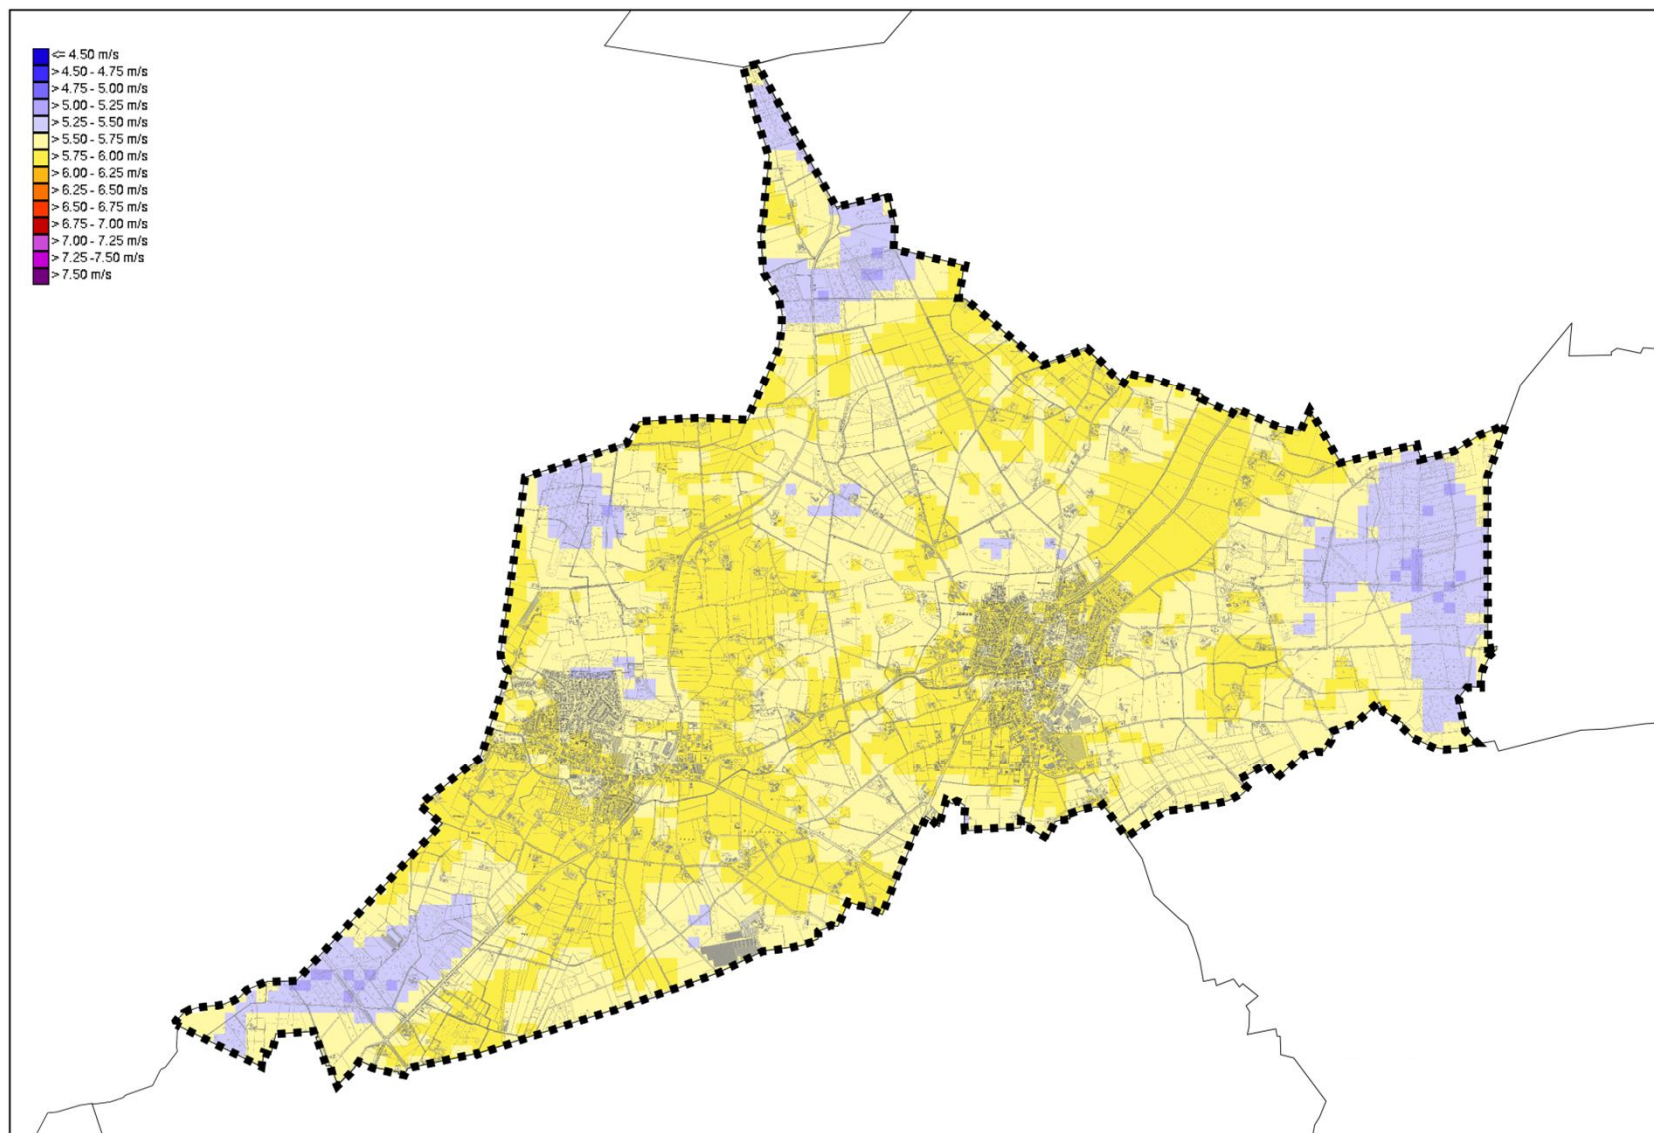 <= 4.50 m/s
> 4.50 - 4.75 m/s
> 4.75 - 5.00 m/s
> 5.00 - 5.25 m/s
> 5.25 - 5.50 m/s
> 5.50 - 5.75 m/s
> 5.75 - 6.00 m/s
> 6.00 - 6.25 m/s
> 6.25 - 6.50 m/s
> 6.50 - 6.75 m/s
> 6.75 - 7.00 m/s
> 7.00 - 7.25 m/s
> 7.25 -7.50 m/s
> 7.50 m/s